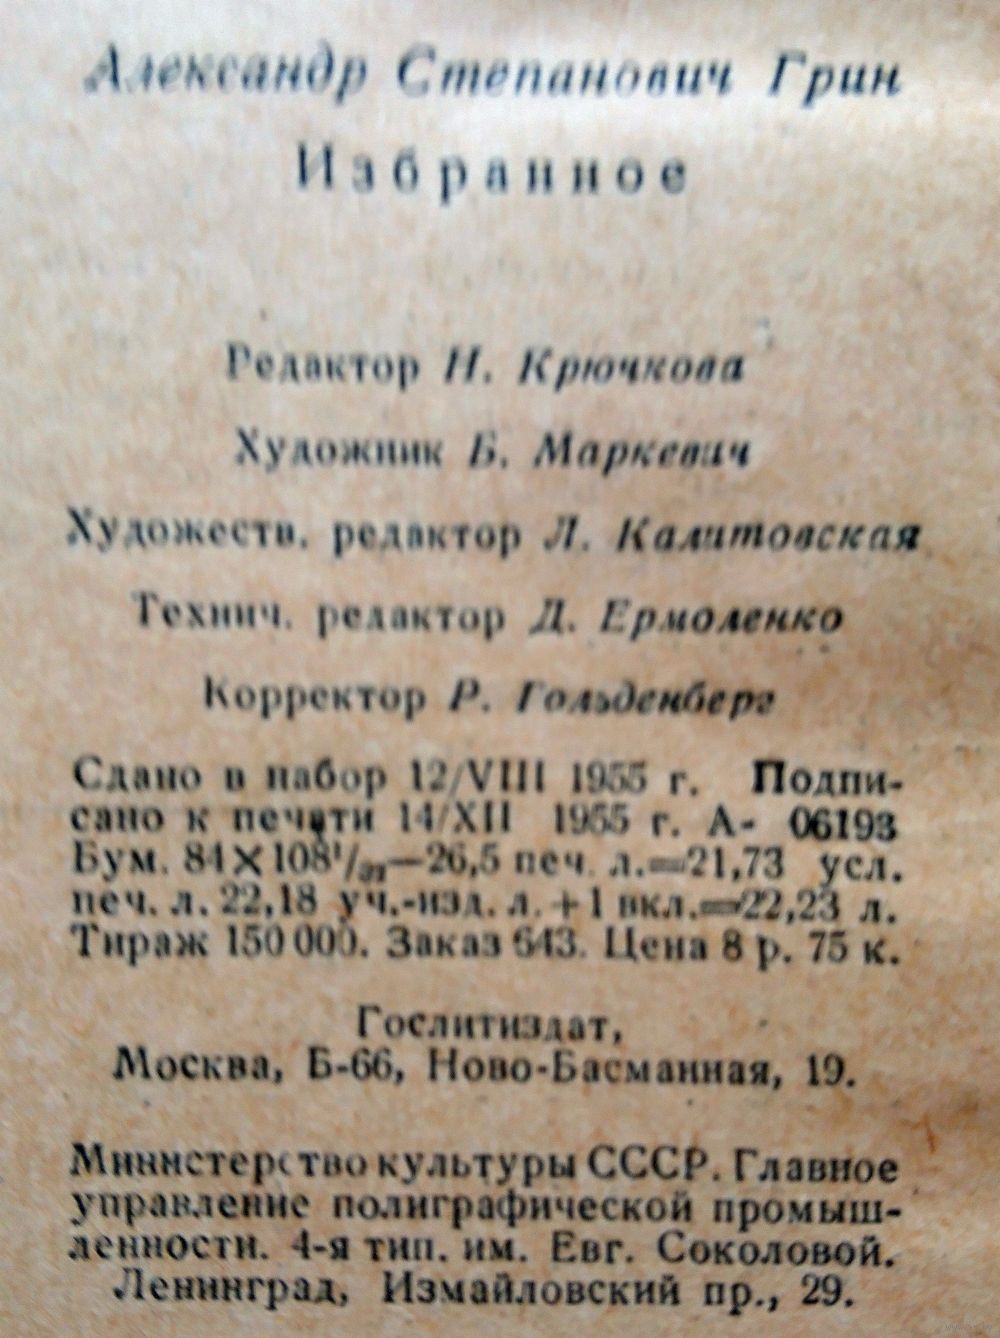 Александр Степанович Грин
Избранное
Редактор Н. Крючкова
Художник Б. Маркевич
Художеств. редактор Л. Калитовская
Технич. редактор Д. Ермоленко
Корректор Р. Гольденберг
Сдано в набор 12/VIII 1955 г. Подпи-
сано к печати 14/XII 1955 г. А- 06193
Бум. 84×108¹/₃₂—26,5 печ. л.=21,73 усл.
печ. л. 22,18 уч.-изд. л.+1 вкл.=22,23 л.
Тираж 150 000. Заказ 643. Цена 8 р. 75 к.
Гослитиздат,
Москва, Б-66, Ново-Басманная, 19.
Министерство культуры СССР. Главное
управление полиграфической промыш-
ленности. 4-я тип. им. Евг. Соколовой.
Ленинград, Измайловский пр., 29.